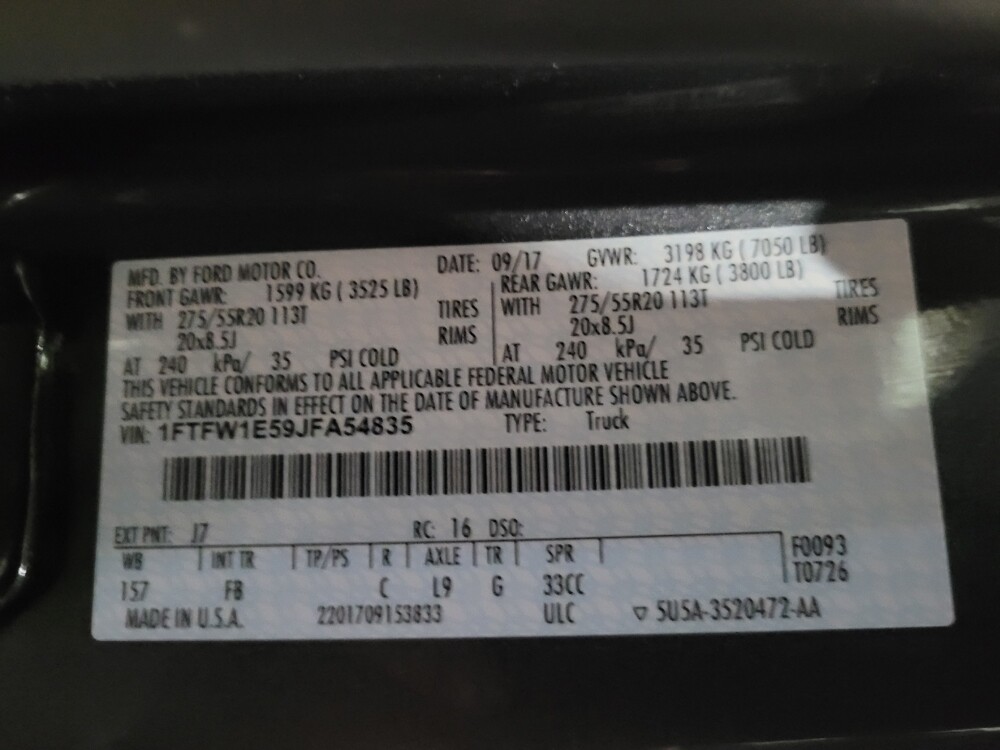 MFD. BY FORD MOTOR CO. DATE: 09/17 GVWR: 3198 KG ( 7050 LB)
FRONT GAWR: 1599 KG ( 3525 LB) REAR GAWR: 1724 KG ( 3800 LB)
WITH 275/55R20 113T TIRES WITH 275/55R20 113T TIRES
20x8.5J RIMS 20x8.5J RIMS
AT 240 kPa/ 35 PSI COLD AT 240 kPa/ 35 PSI COLD
THIS VEHICLE CONFORMS TO ALL APPLICABLE FEDERAL MOTOR VEHICLE
SAFETY STANDARDS IN EFFECT ON THE DATE OF MANUFACTURE SHOWN ABOVE.
VIN: 1FTFW1E59JFA54835 TYPE: Truck
EXT PNT: J7 RC: 16 DSO:
WB INT TR TP/PS R AXLE TR SPR F0093
157 FB C L9 G 33CC T0726
MADE IN U.S.A. 2201709153833 ULC ▽ 5U5A-3520472-AA